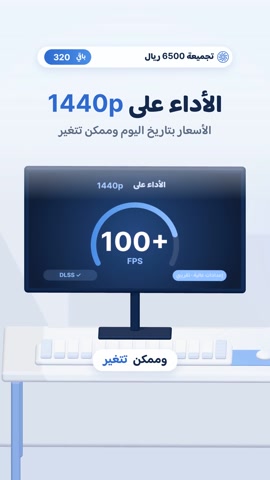 تجميعة 6500 ريال
باقي 320
الأداء على 1440p
الأسعار بتاريخ اليوم وممكن تتغير
الأداء على 1440p
100+
FPS
DLSS ✓
وممكن تتغير